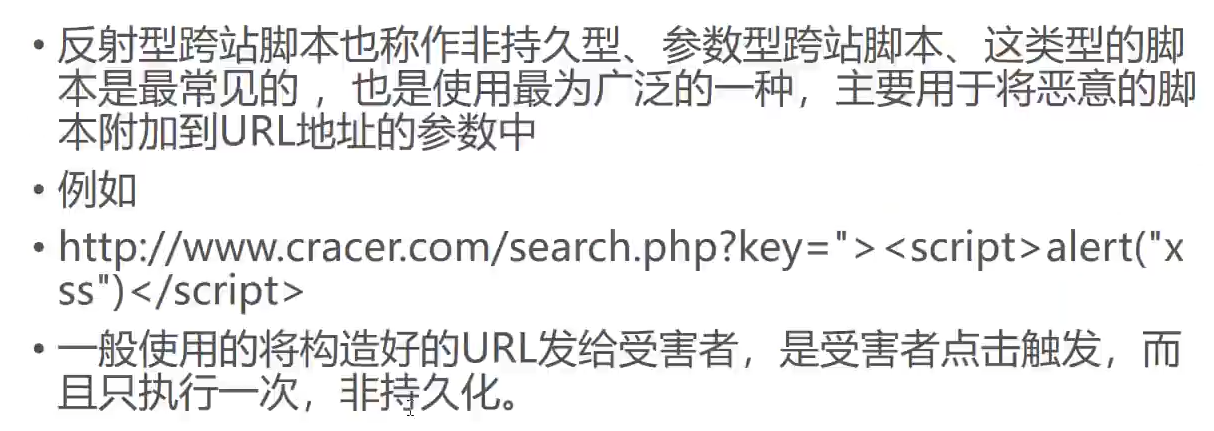 • 反射型跨站脚本也称作非持久型、参数型跨站脚本、这类型的脚
本是最常见的 ，也是使用最为广泛的一种，主要用于将恶意的脚
本附加到URL地址的参数中
• 例如
• http://www.cracer.com/search.php?key="><script>alert("x
ss")</script>
• 一般使用的将构造好的URL发给受害者，是受害者点击触发，而
且只执行一次，非持久化。